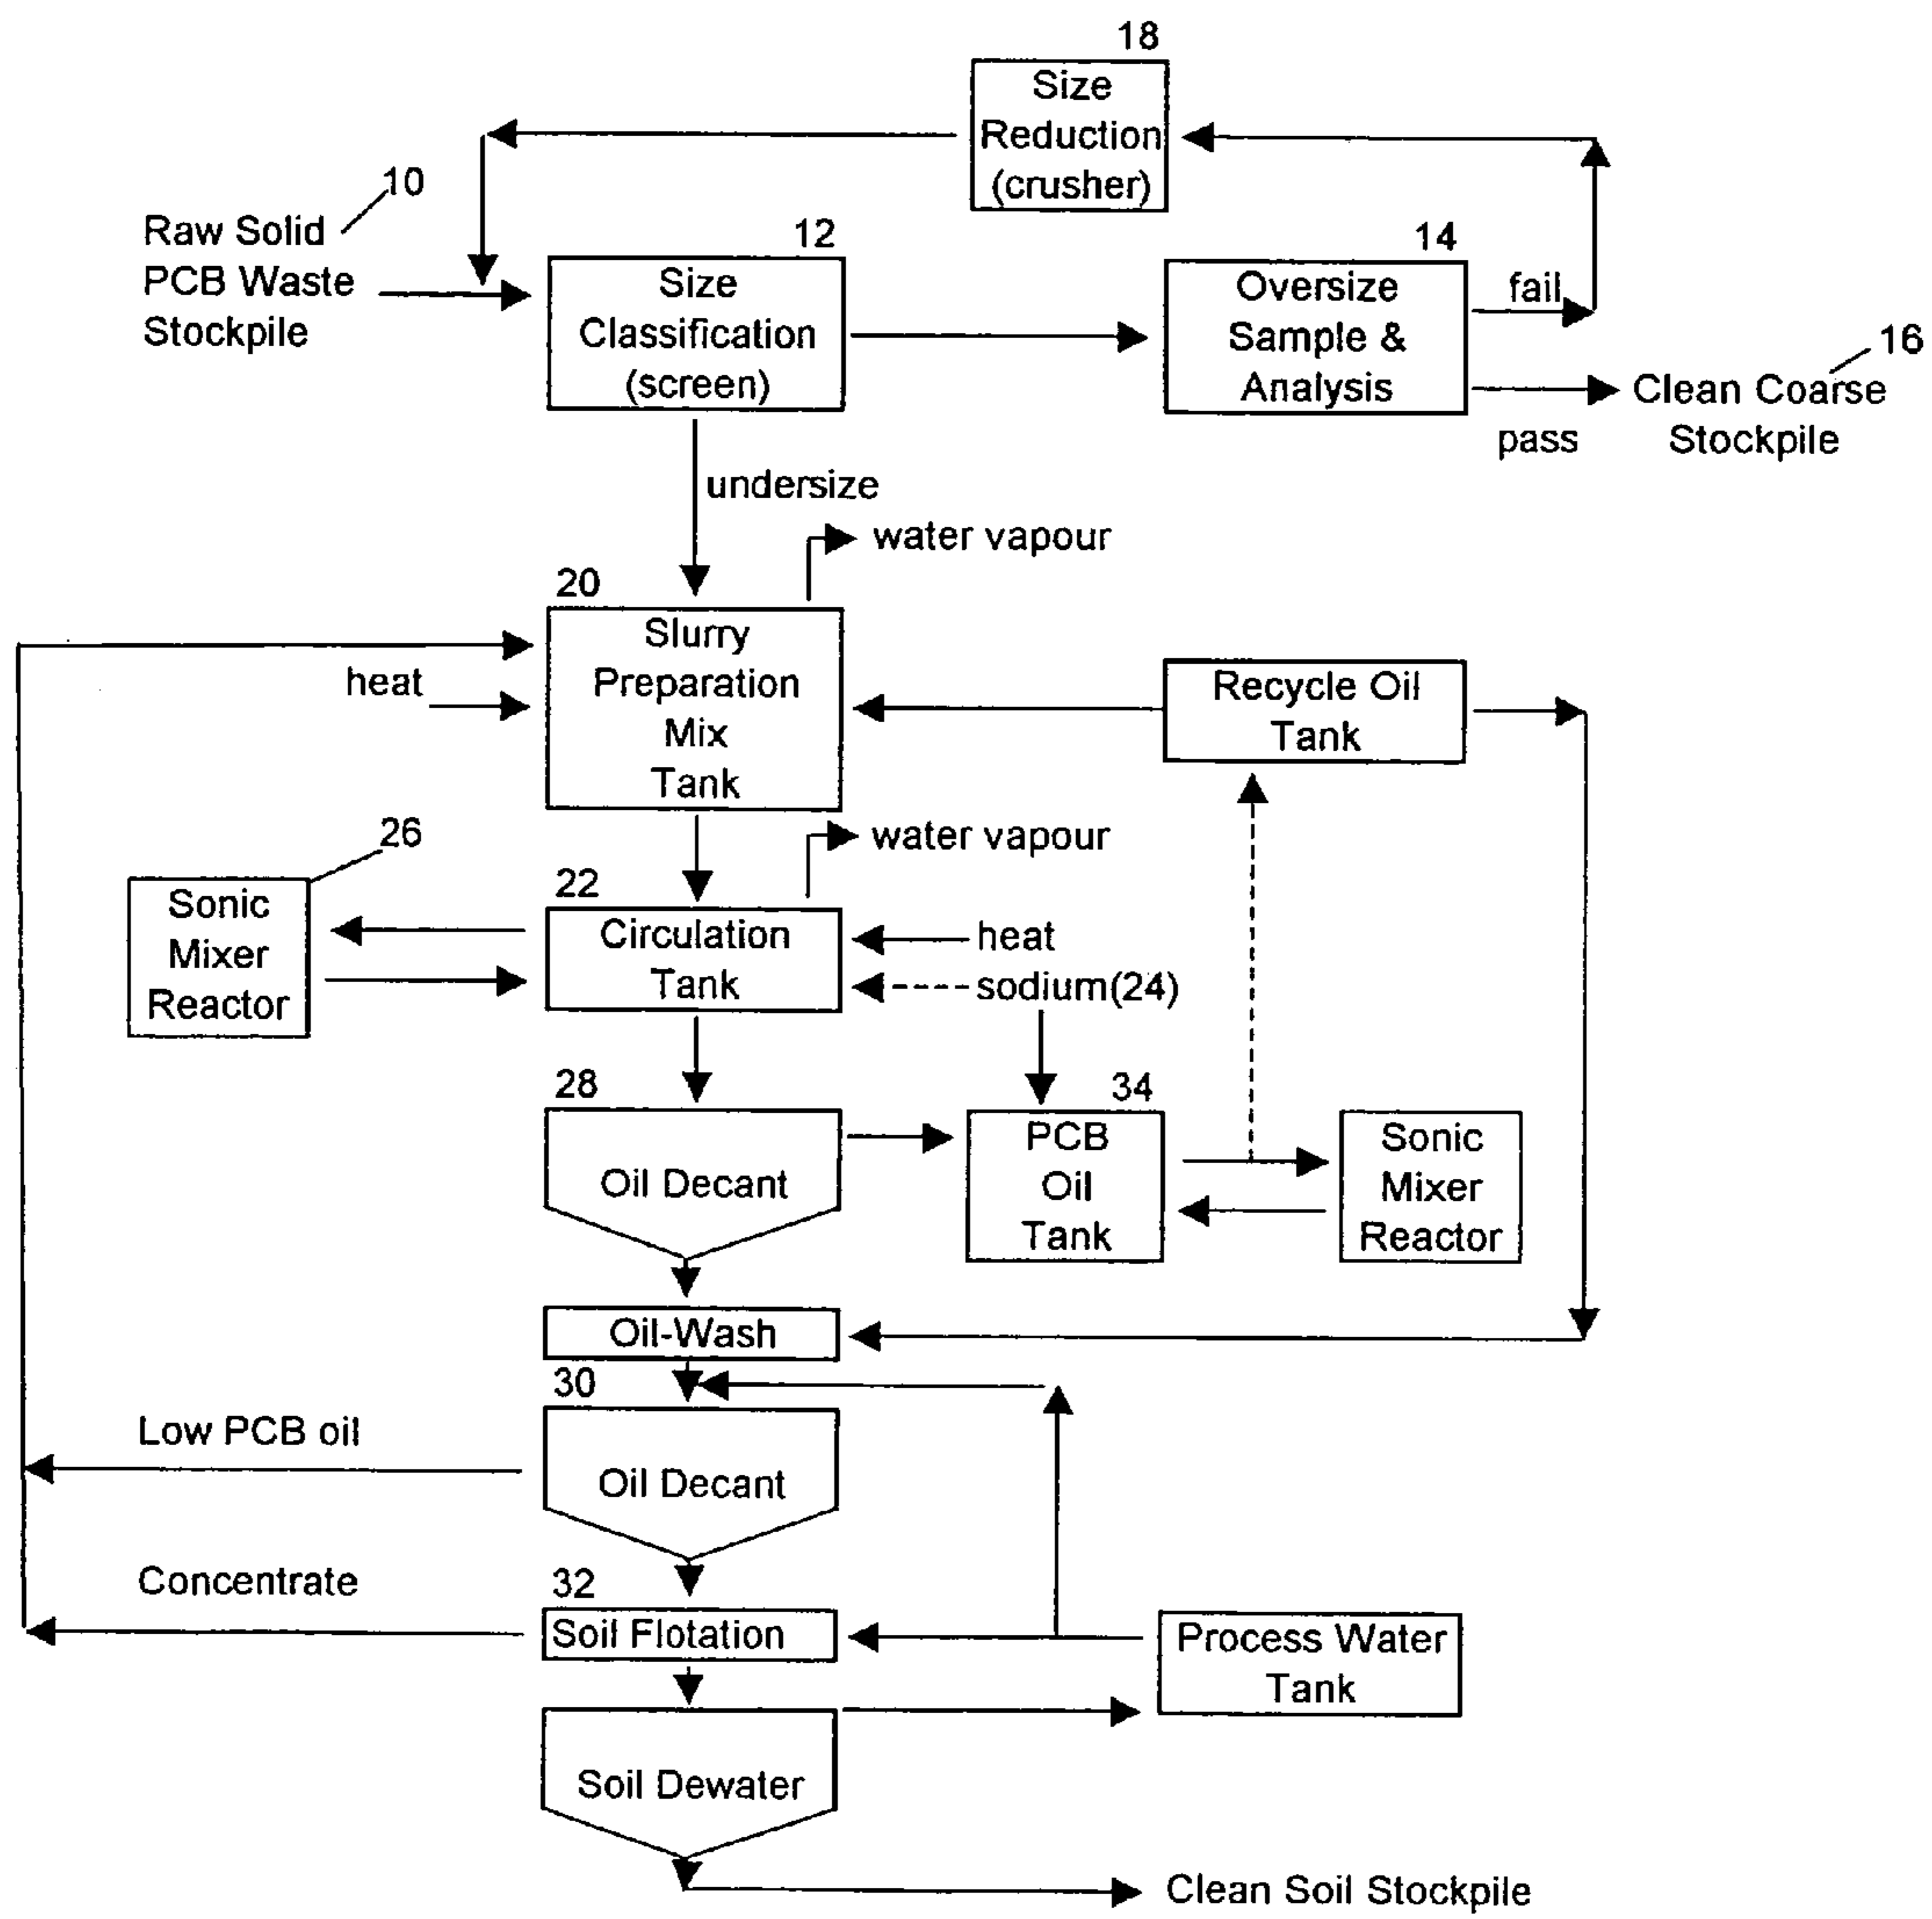 18
Size
Reduction
(crusher)
10
Raw Solid
PCB Waste
Stockpile
12
Size
Classification
(screen)
14
Oversize
Sample &
Analysis
fail
16
Clean Coarse
Stockpile
pass
undersize
water vapour
20
Slurry
Preparation
Mix
Tank
heat
Recycle Oil
Tank
water vapour
26
Sonic
Mixer
Reactor
22
Circulation
Tank
heat
sodium(24)
28
Oil Decant
34
PCB
Oil
Tank
Sonic
Mixer
Reactor
Oil-Wash
30
Oil Decant
Low PCB oil
Concentrate
32
Soil Flotation
Process Water
Tank
Soil Dewater
Clean Soil Stockpile